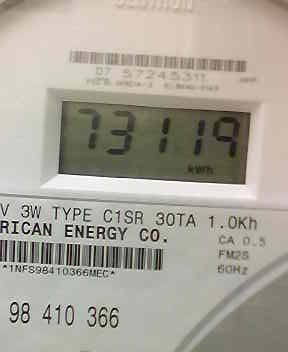 CENTRON
07 57245311
73119
kWh
V 3W TYPE C1SR 30TA 1.0Kh
RICAN ENERGY CO.
CA 0.5
FM2S
60Hz
*1NFS98410366MEC*
98 410 366